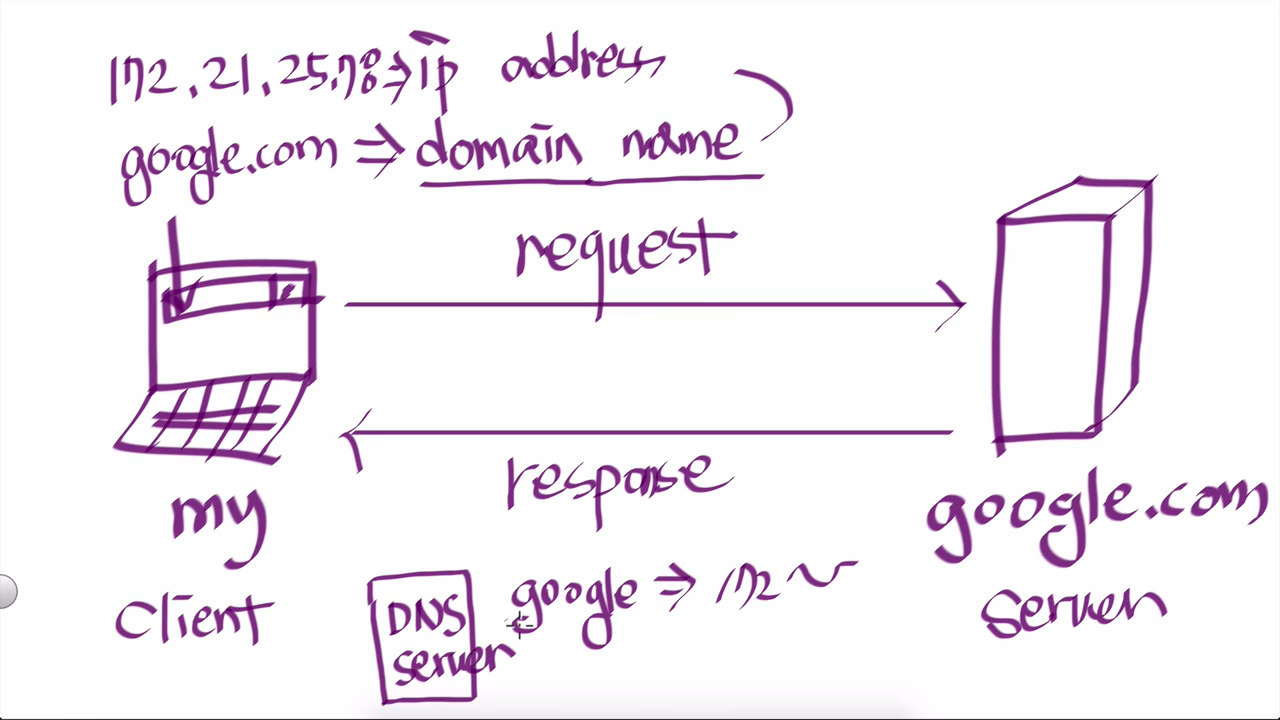 172.21.25.78⇒ip address
google.com ⇒ domain name
request
response
my
client
google.com
server
DNS
server
google ⇒ 172 ~